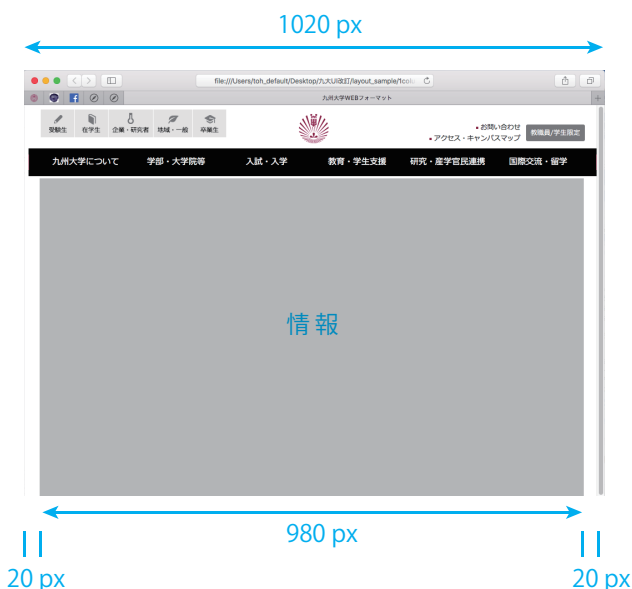 1020 px
file:///Users/toh_default/Desktop/九大UI改訂/layout_sample/1colu
九州大学WEBフォーマット
受験生 在学生 企業・研究者 地域・一般 卒業生
• お問い合わせ
• アクセス・キャンパスマップ
教職員/学生限定
九州大学について 学部・大学院等 入試・入学 教育・学生支援 研究・産学官民連携 国際交流・留学
情報
980 px
20 px 20 px